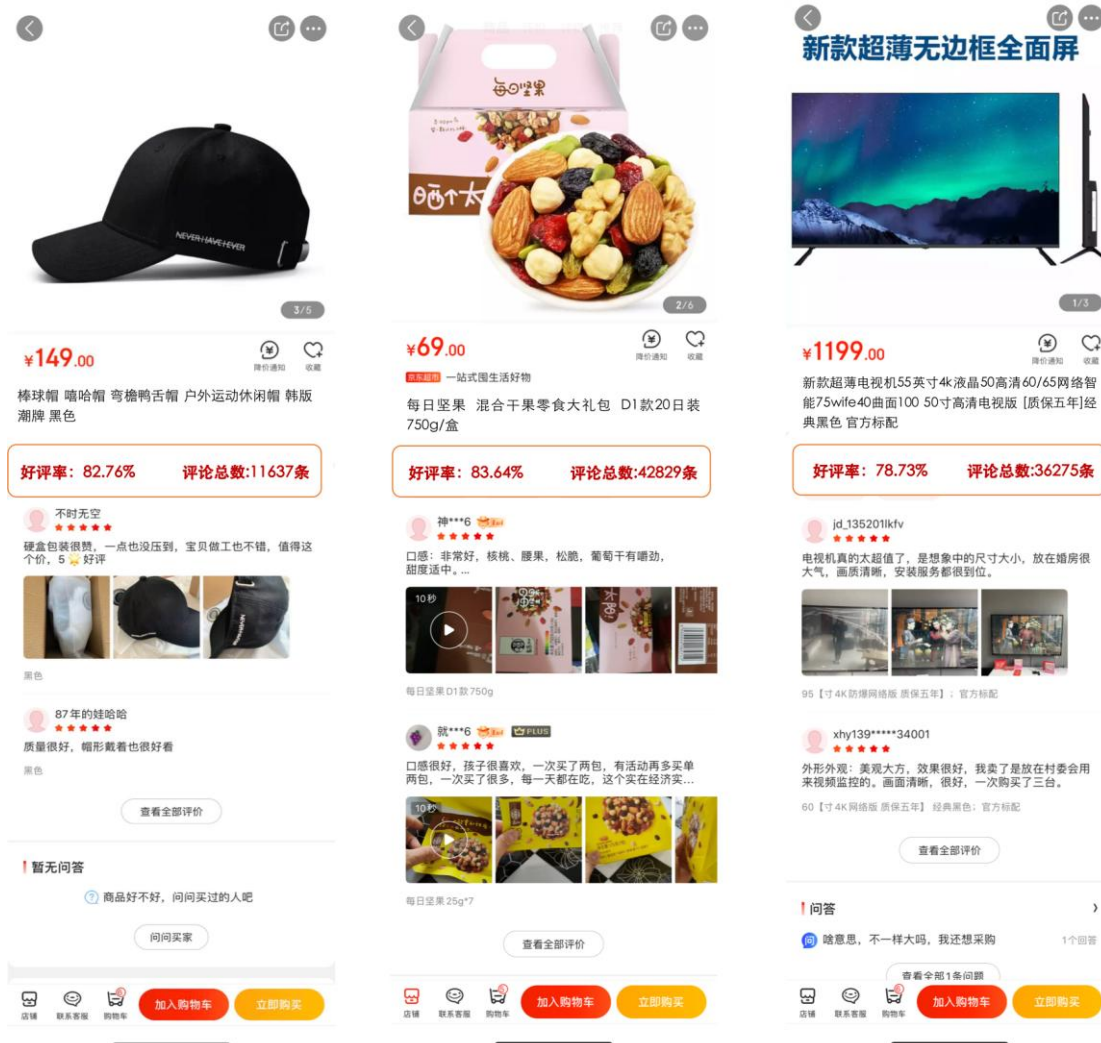 NEVER HAVE I EVER
3/5
¥149.00
降价通知
收藏
棒球帽 嘻哈帽 弯檐鸭舌帽 户外运动休闲帽 韩版
潮牌 黑色
好评率：82.76%
评论总数:11637条
不时无空
硬盒包装很赞，一点也没压到，宝贝做工也不错，值得这
个价，5🌟好评
黑色
87年的娃哈哈
质量很好，帽形戴着也很好看
黑色
查看全部评价
暂无问答
商品好不好，问问买过的人吧
问问买家
店铺
联系客服
购物车
加入购物车
立即购买
每日坚果
晒个太
2/6
¥69.00
降价通知
收藏
京东超市 一站式囤生活好物
每日坚果 混合干果零食大礼包 D1款20日装
750g/盒
好评率：83.64%
评论总数:42829条
神***6
口感：非常好，核桃、腰果，松脆，葡萄干有嚼劲，
甜度适中。...
10秒
每日坚果D1款750g
就***6
PLUS
口感很好，孩子很喜欢，一次买了两包，有活动再多买单
两包，一次买了很多，每一天都在吃，这个实在经济实...
10秒
每日坚果25g*7
查看全部评价
店铺
联系客服
购物车
加入购物车
立即购买
新款超薄无边框全面屏
1/3
¥1199.00
降价通知
收藏
新款超薄电视机55英寸4k液晶50高清60/65网络智
能75wife40曲面100 50寸高清电视版 [质保五年]经
典黑色 官方标配
好评率：78.73%
评论总数:36275条
jd_135201lkfv
电视机真的太超值了，是想象中的尺寸大小，放在婚房很
大气，画质清晰，安装服务都很到位。
95【寸4K防爆网络版 质保五年】；官方标配
xhy139*****34001
外形外观：美观大方，效果很好，我卖了是放在村委会用
来视频监控的。画面清晰，很好，一次购买了三台。
60【寸4K网络版 质保五年】 经典黑色；官方标配
查看全部评价
问答
问 啥意思，不一样大吗，我还想采购
1个回答
查看全部1条问题
店铺
联系客服
购物车
加入购物车
立即购买